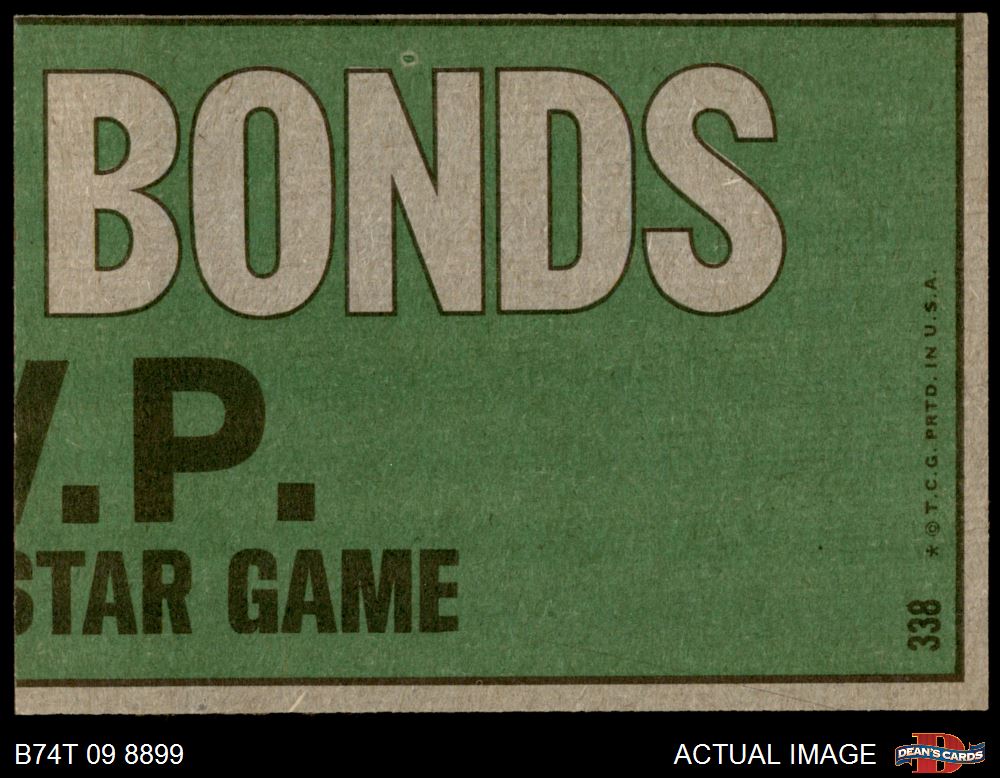 BONDS
V.P.
STAR GAME
* © T.C.G. PRTD. IN U.S.A.
338
B74T 09 8899
ACTUAL IMAGE
DEAN'S CARDS